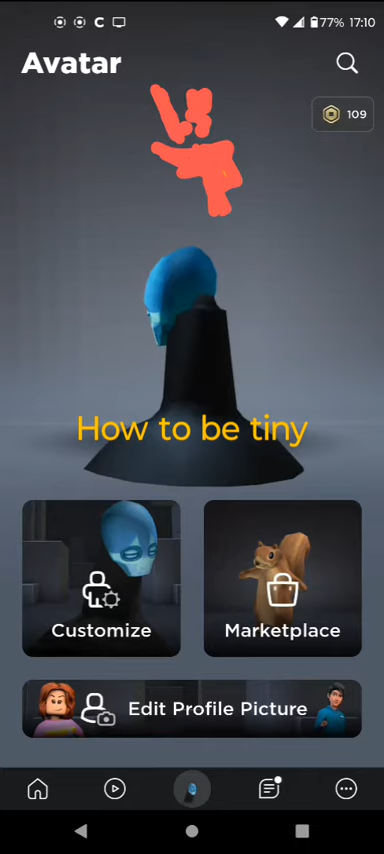 C 77% 17:10
Avatar
109
How to be tiny
Customize
Marketplace
Edit Profile Picture